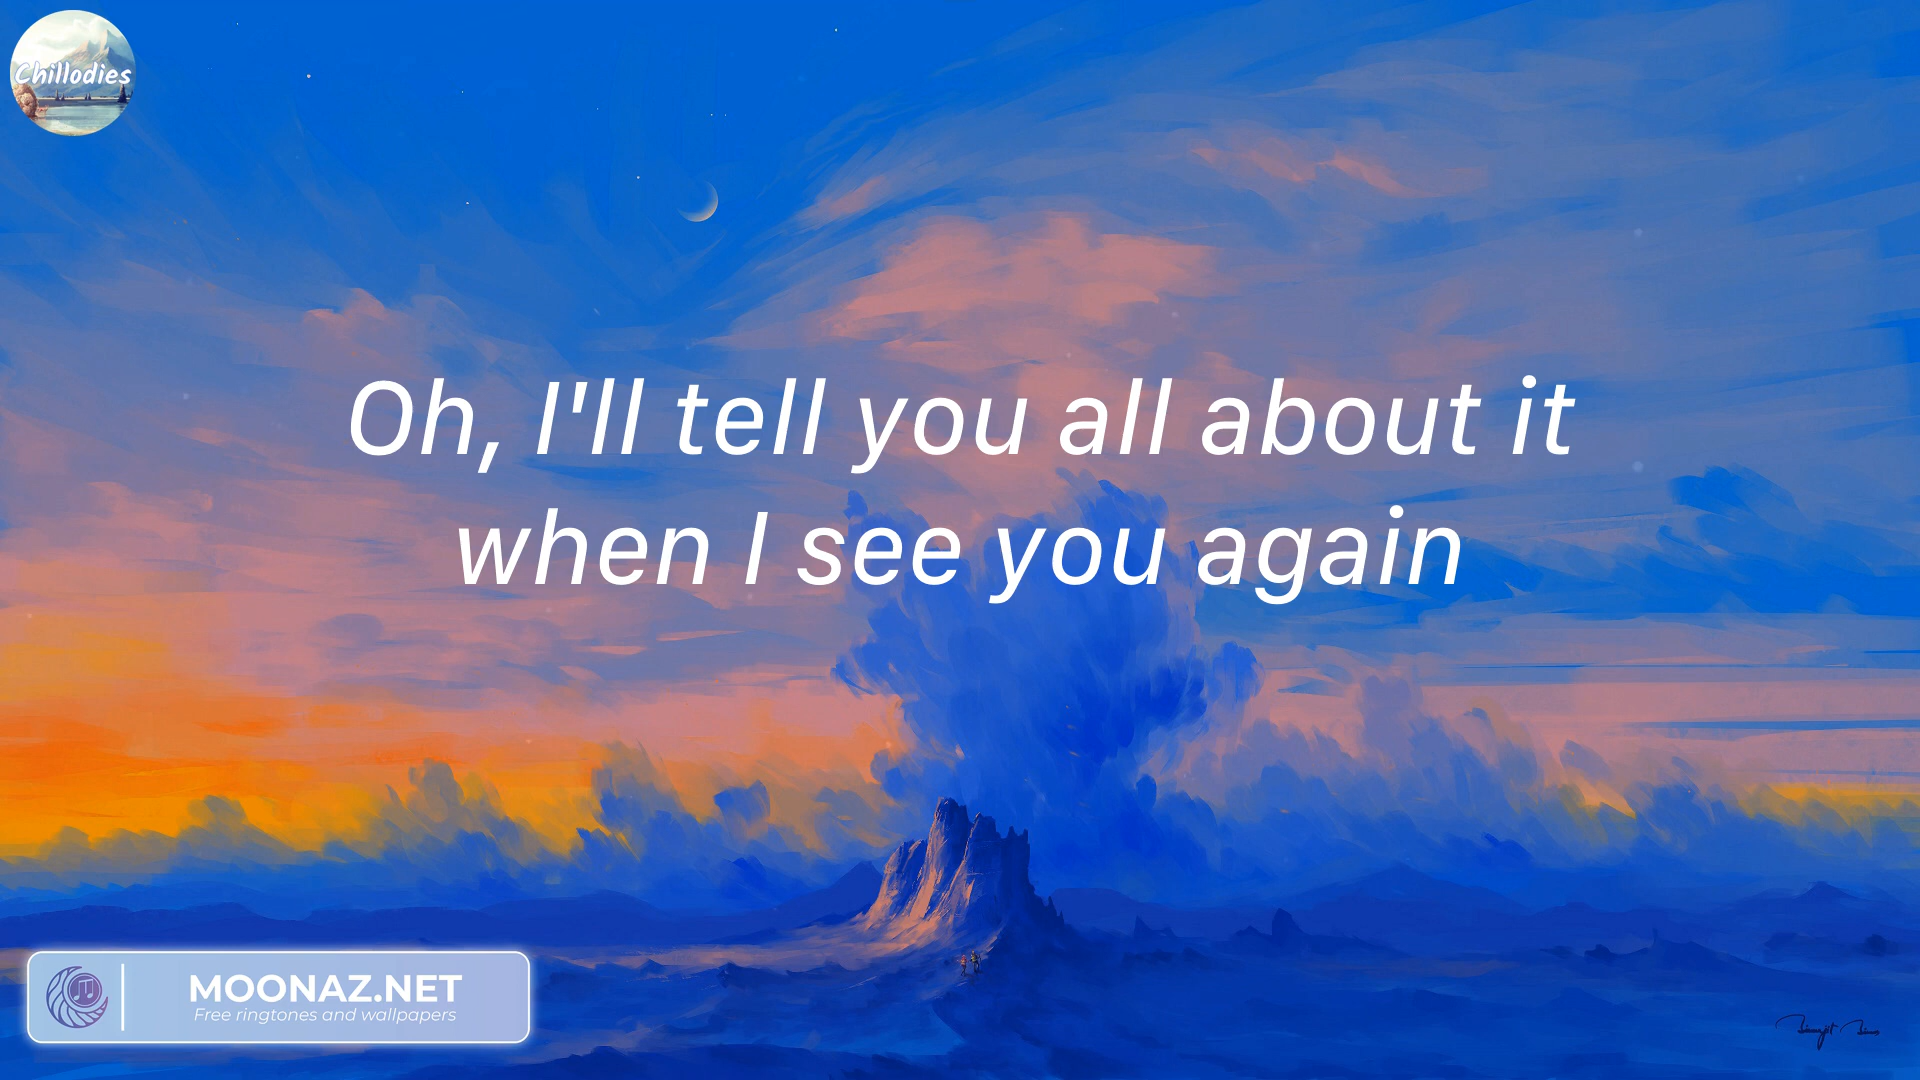 Chillodies
Oh, I'll tell you all about it
when I see you again
MOONAZ.NET
Free ringtones and wallpapers